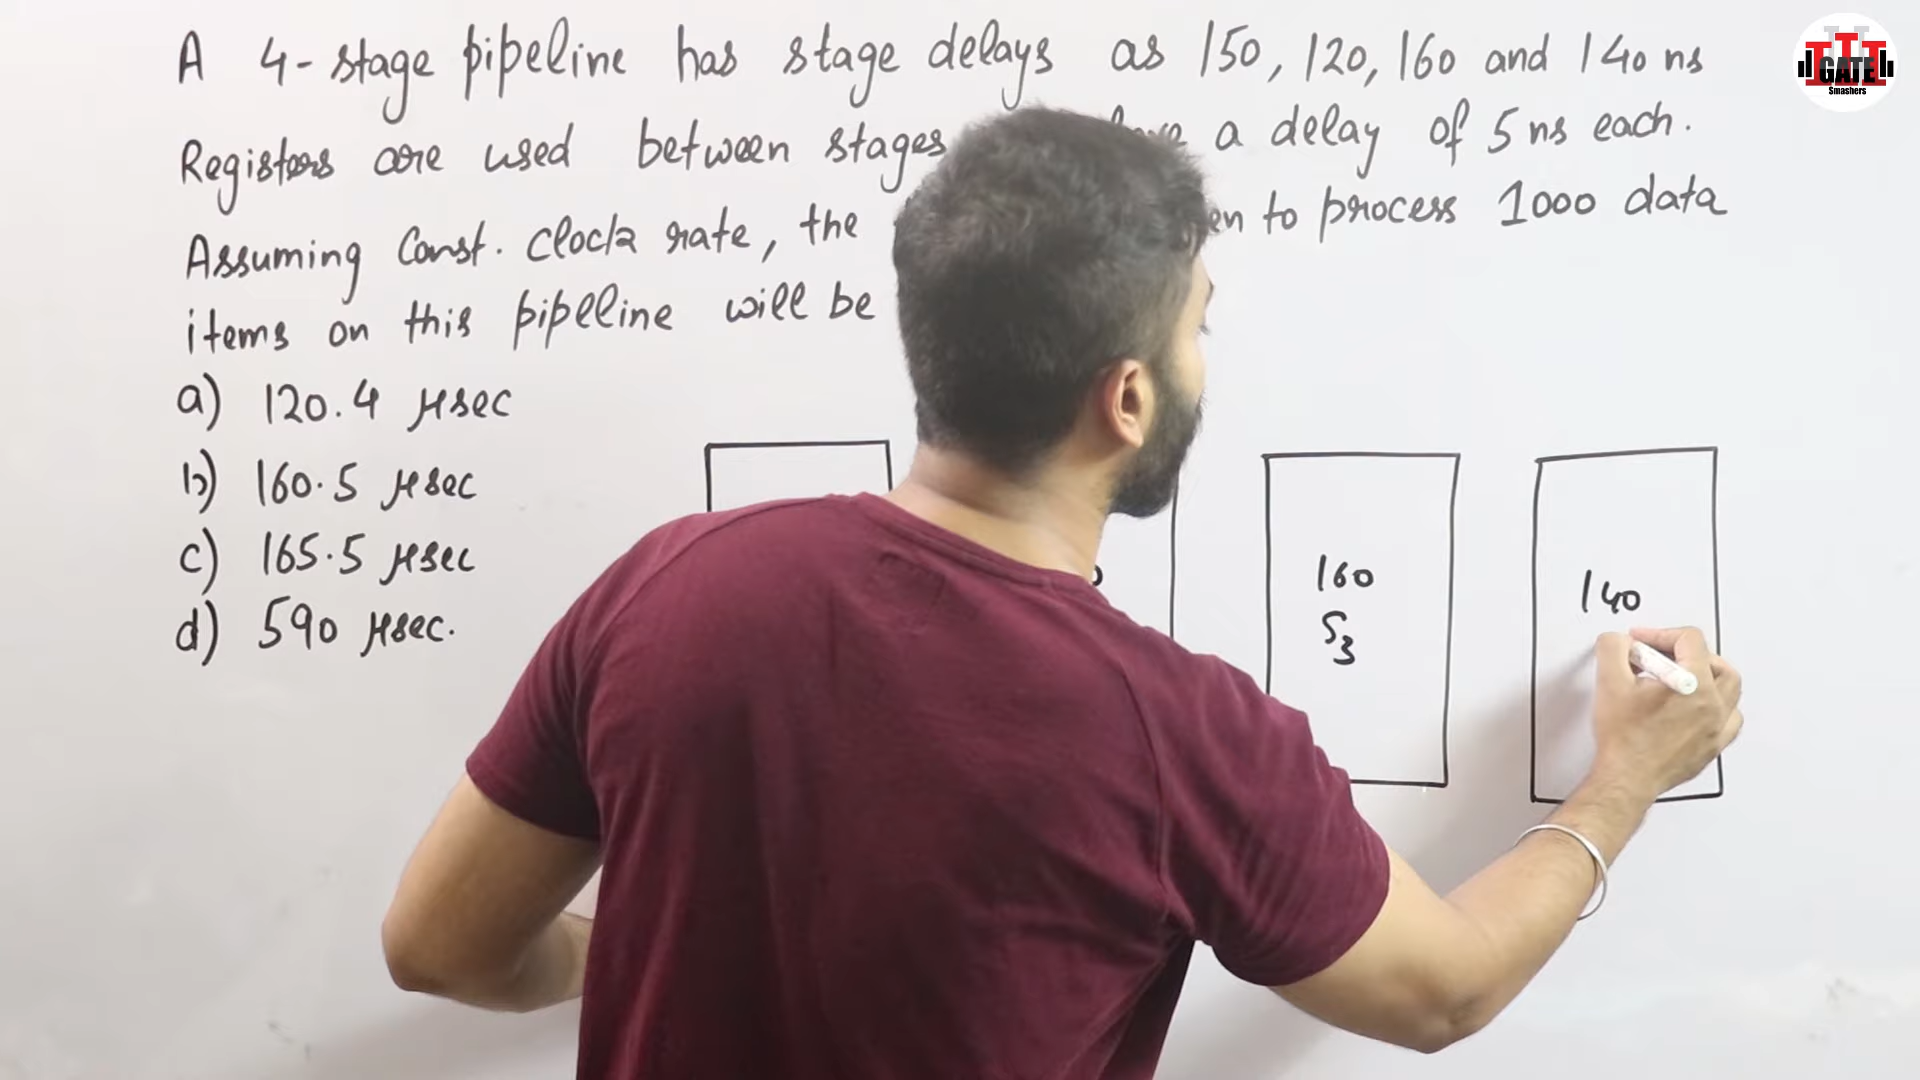 A 4-stage pipeline has stage delays as 150, 120, 160 and 140 ns
Registers are used between stages a delay of 5 ns each.
Assuming Const. clock rate, the to process 1000 data
items on this pipeline will be
a) 120.4 μsec
b) 160.5 μsec
c) 165.5 μsec
d) 590 μsec.
160
S3
140
GATE
Smashers